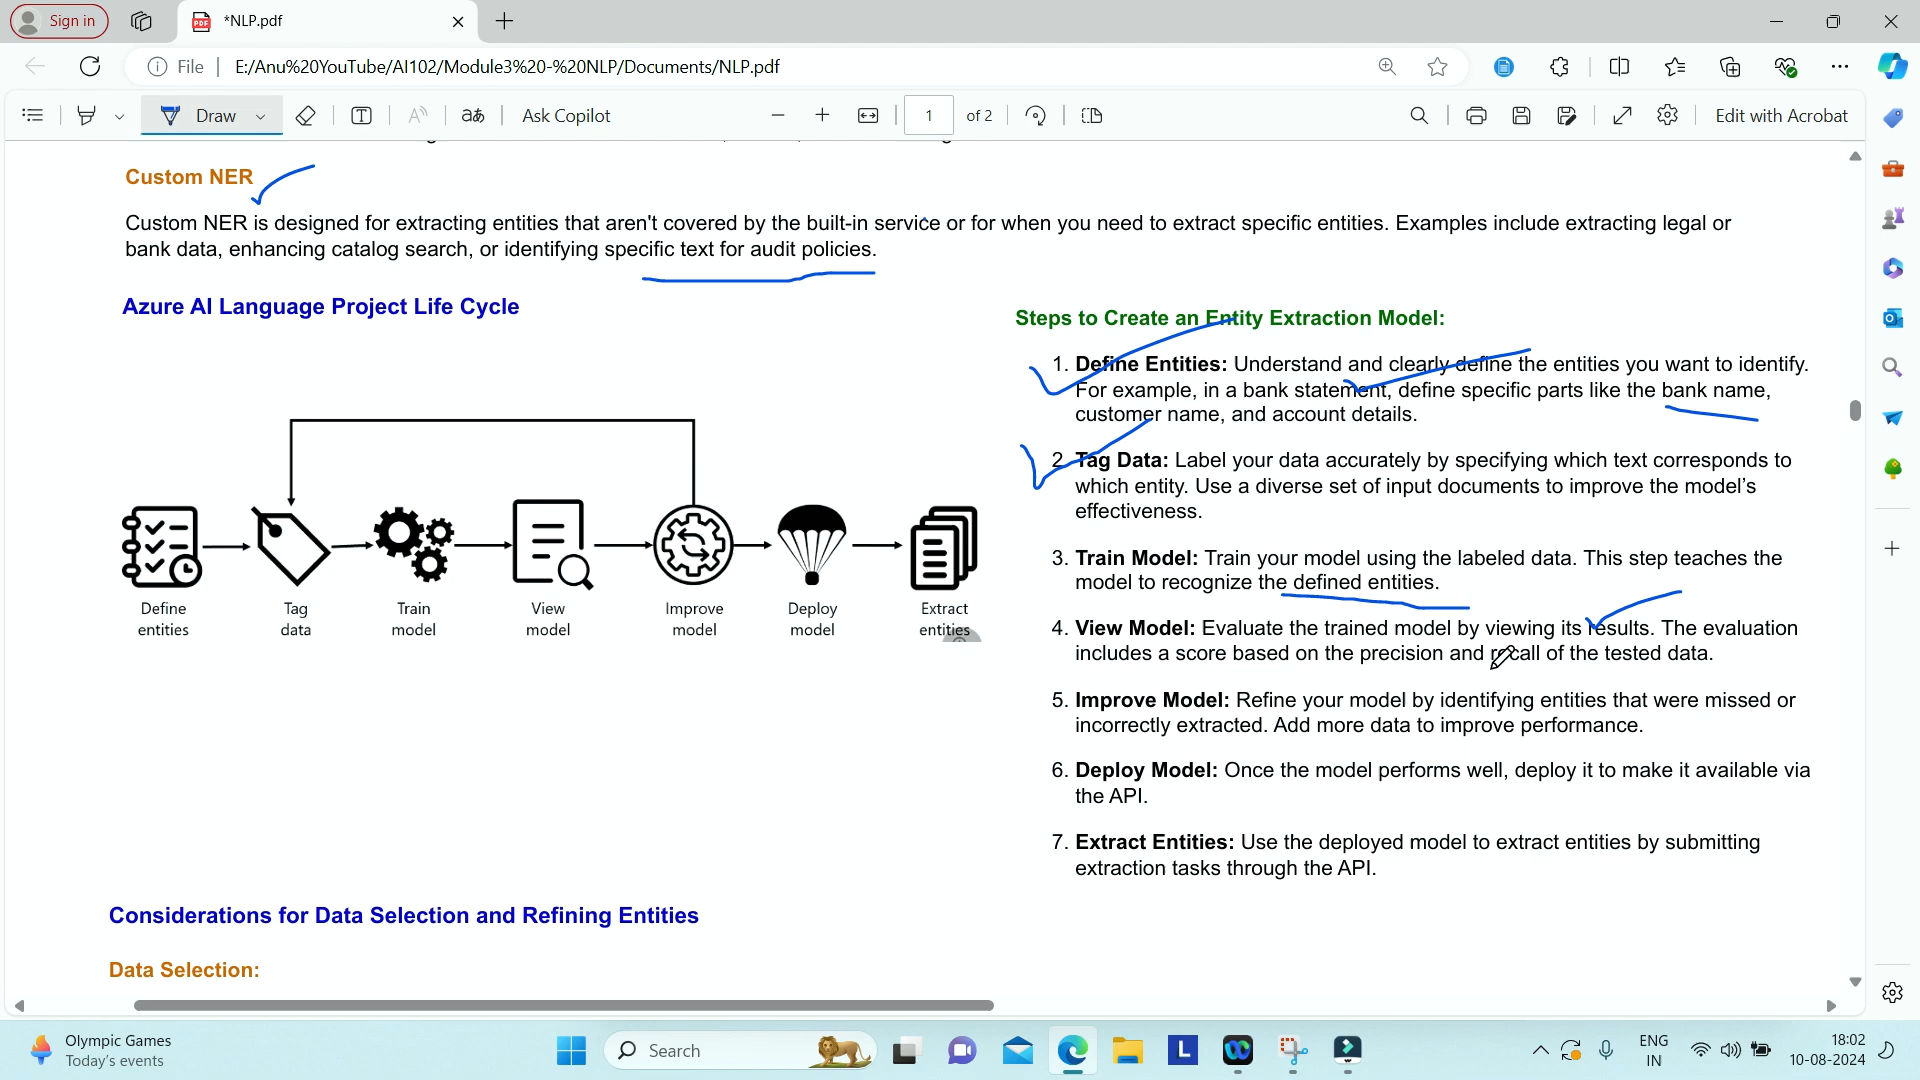 Sign in
*NLP.pdf
File
E:/Anu%20YouTube/AI102/Module3%20-%20NLP/Documents/NLP.pdf
Draw
Ask Copilot
1
of 2
Edit with Acrobat
Custom NER
Custom NER is designed for extracting entities that aren't covered by the built-in service or for when you need to extract specific entities. Examples include extracting legal or
bank data, enhancing catalog search, or identifying specific text for audit policies.
Azure AI Language Project Life Cycle
Define
entities
Tag
data
Train
model
View
model
Improve
model
Deploy
model
Extract
entities
Steps to Create an Entity Extraction Model:
1. Define Entities: Understand and clearly define the entities you want to identify.
For example, in a bank statement, define specific parts like the bank name,
customer name, and account details.
2. Tag Data: Label your data accurately by specifying which text corresponds to
which entity. Use a diverse set of input documents to improve the model's
effectiveness.
3. Train Model: Train your model using the labeled data. This step teaches the
model to recognize the defined entities.
4. View Model: Evaluate the trained model by viewing its results. The evaluation
includes a score based on the precision and recall of the tested data.
5. Improve Model: Refine your model by identifying entities that were missed or
incorrectly extracted. Add more data to improve performance.
6. Deploy Model: Once the model performs well, deploy it to make it available via
the API.
7. Extract Entities: Use the deployed model to extract entities by submitting
extraction tasks through the API.
Considerations for Data Selection and Refining Entities
Data Selection:
Olympic Games
Today's events
Search
ENG
IN
18:02
10-08-2024